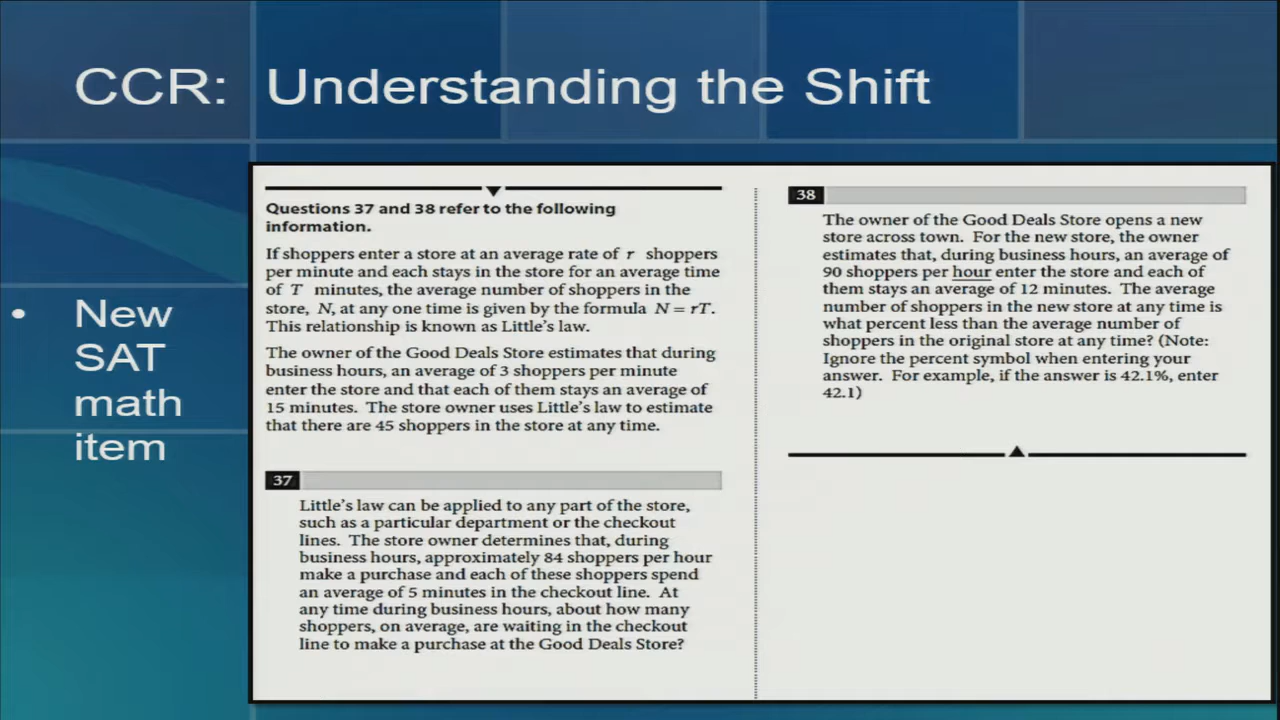 CCR: Understanding the Shift
• New
SAT
math
item
Questions 37 and 38 refer to the following
information.
If shoppers enter a store at an average rate of r shoppers
per minute and each stays in the store for an average time
of T minutes, the average number of shoppers in the
store, N, at any one time is given by the formula N = rT.
This relationship is known as Little's law.
The owner of the Good Deals Store estimates that during
business hours, an average of 3 shoppers per minute
enter the store and that each of them stays an average of
15 minutes. The store owner uses Little's law to estimate
that there are 45 shoppers in the store at any time.
37
Little's law can be applied to any part of the store,
such as a particular department or the checkout
lines. The store owner determines that, during
business hours, approximately 84 shoppers per hour
make a purchase and each of these shoppers spend
an average of 5 minutes in the checkout line. At
any time during business hours, about how many
shoppers, on average, are waiting in the checkout
line to make a purchase at the Good Deals Store?
38
The owner of the Good Deals Store opens a new
store across town. For the new store, the owner
estimates that, during business hours, an average of
90 shoppers per hour enter the store and each of
them stays an average of 12 minutes. The average
number of shoppers in the new store at any time is
what percent less than the average number of
shoppers in the original store at any time? (Note:
Ignore the percent symbol when entering your
answer. For example, if the answer is 42.1%, enter
42.1)